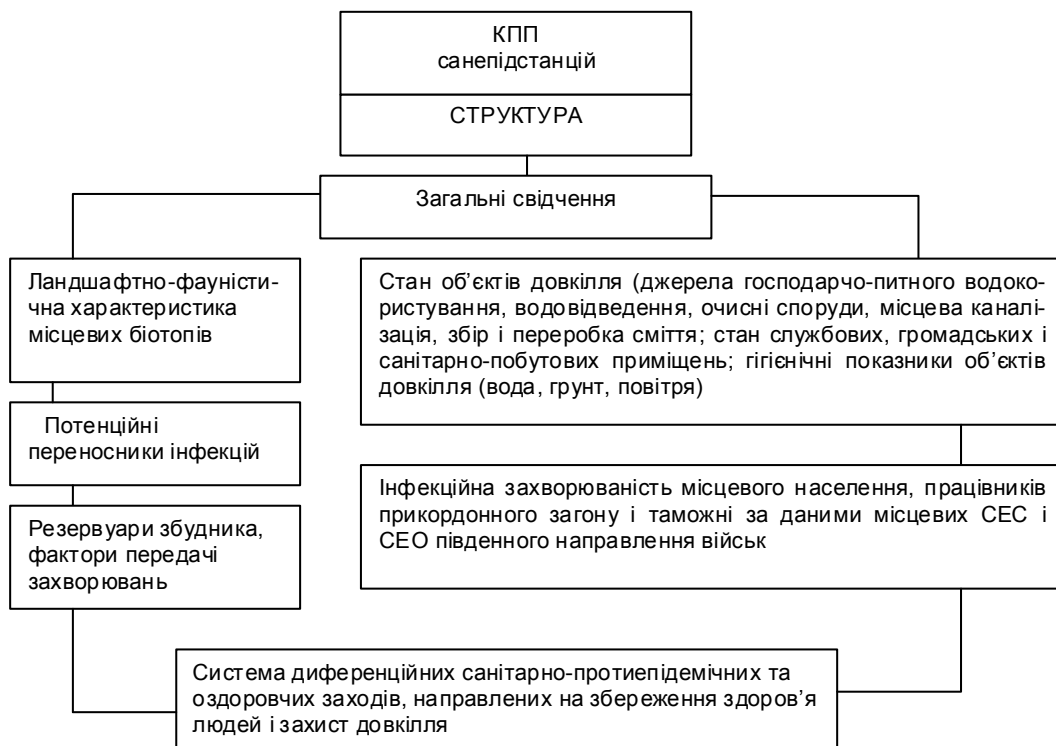 КПП
санепідстанцій
СТРУКТУРА
Загальні свідчення
Ландшафтно-фауністи-
чна характеристика
місцевих біотопів
Стан об’єктів довкілля (джерела господарчо-питного водоко-
ристування, водовідведення, очисні споруди, місцева каналі-
зація, збір і переробка сміття; стан службових, громадських і
санітарно-побутових приміщень; гігієнічні показники об’єктів
довкілля (вода, грунт, повітря)
Потенційні
переносники інфекцій
Інфекційна захворюваність місцевого населення, працівників
прикордонного загону і таможні за даними місцевих СЕС і
СЕО південного направлення військ
Резервуари збудника,
фактори передачі
захворювань
Система диференційних санітарно-протиепідемічних та
оздоровчих заходів, направлених на збереження здоров’я
людей і захист довкілля